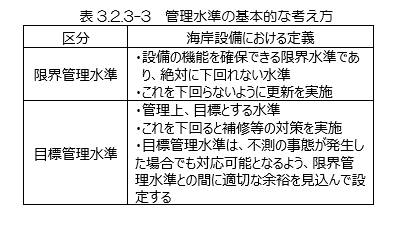 表 3.2.3-3　管理水準の基本的な考え方
区分　海岸設備における定義
限界管理水準
・設備の機能を確保できる限界水準であ
り、絶対に下回れない水準
・これを下回らないように更新を実施
目標管理水準
・管理上、目標とする水準
・これを下回ると補修等の対策を実施
・目標管理水準は、不測の事態が発生し
た場合でも対応可能となるよう、限界管
理水準との間に適切な余裕を見込んで設
定する